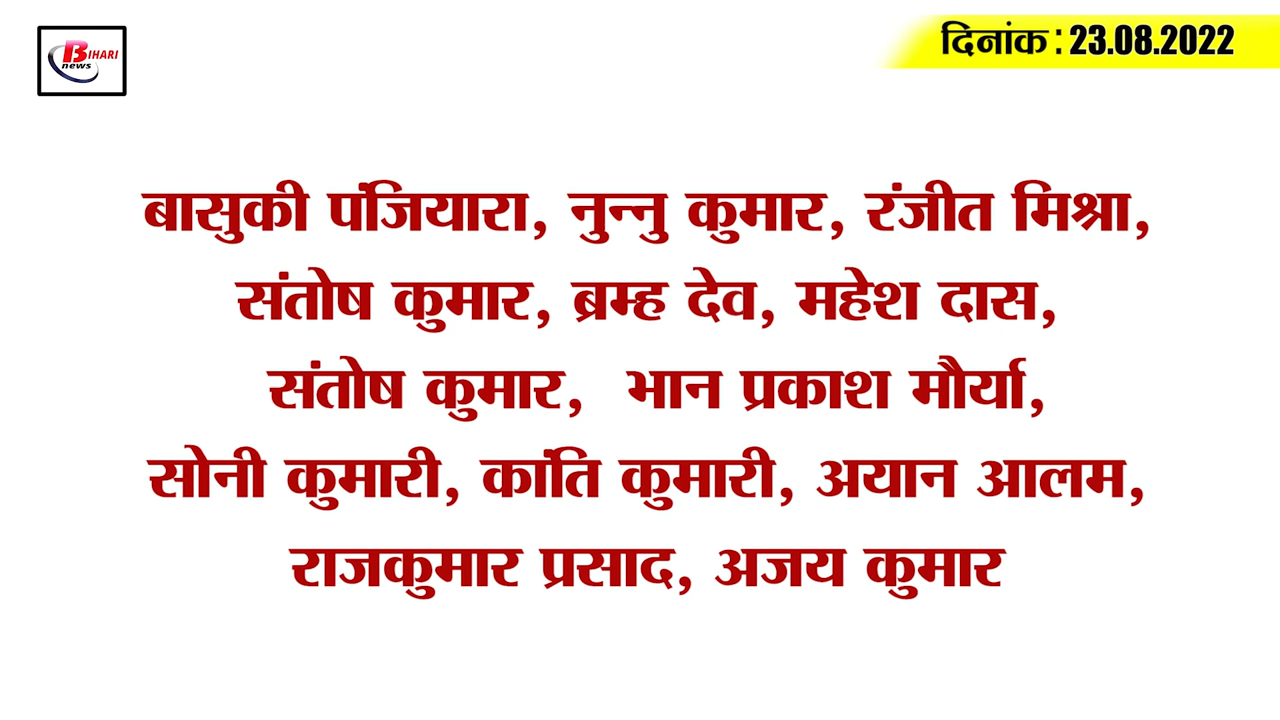 BIHARI
news
दिनांक : 23.08.2022
बासुकी पंजियारा, नुन्नु कुमार, रंजीत मिश्रा,
संतोष कुमार, ब्रम्ह देव, महेश दास,
संतोष कुमार, भान प्रकाश मौर्या,
सोनी कुमारी, कांति कुमारी, अयान आलम,
राजकुमार प्रसाद, अजय कुमार